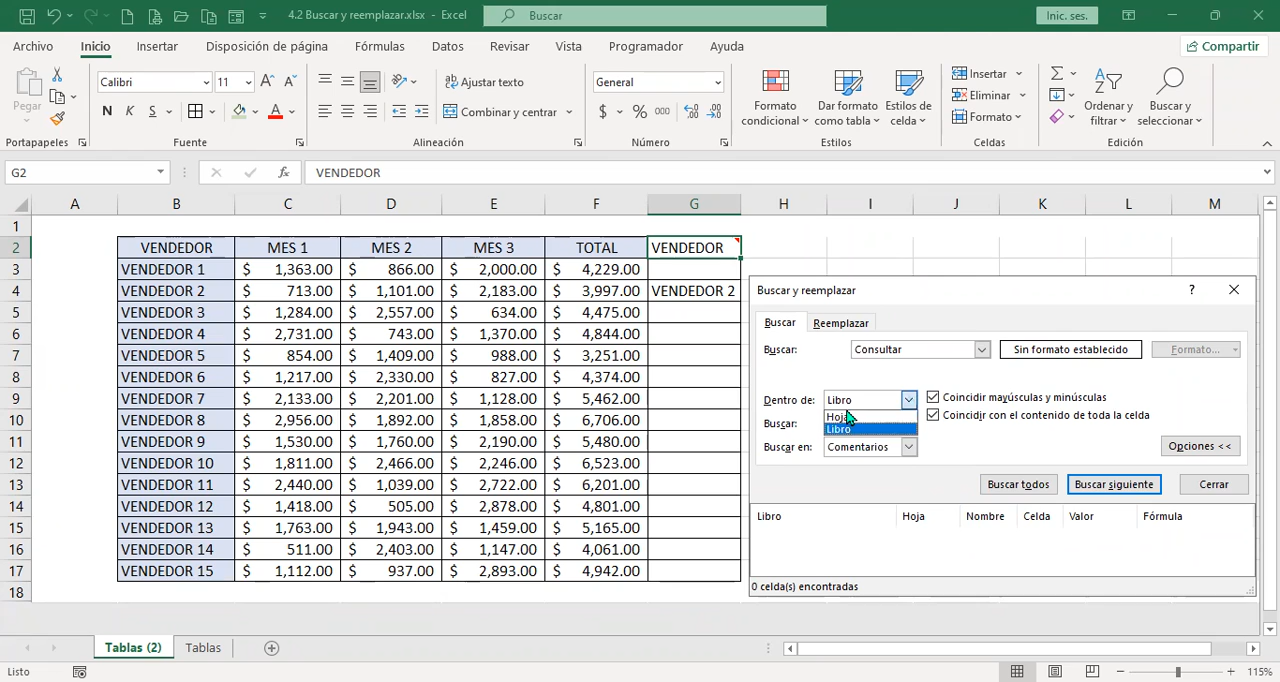 4.2 Buscar y reemplazar.xlsx - Excel
Buscar
Inic. ses.
Archivo Inicio Insertar Disposición de página Fórmulas Datos Revisar Vista Programador Ayuda
Compartir
Pegar
Portapapeles
Calibri 11
N K S
Fuente
Ajustar texto
Combinar y centrar
Alineación
General
$ % 000
Número
Formato condicional
Dar formato como tabla
Estilos de celda
Estilos
Insertar
Eliminar
Formato
Celdas
Ordenar y filtrar
Buscar y seleccionar
Edición
G2 fx VENDEDOR
A B C D E F G H I J K L M
1
2 VENDEDOR MES 1 MES 2 MES 3 TOTAL VENDEDOR
3 VENDEDOR 1 $ 1,363.00 $ 866.00 $ 2,000.00 $ 4,229.00
4 VENDEDOR 2 $ 713.00 $ 1,101.00 $ 2,183.00 $ 3,997.00 VENDEDOR 2
5 VENDEDOR 3 $ 1,284.00 $ 2,557.00 $ 634.00 $ 4,475.00
6 VENDEDOR 4 $ 2,731.00 $ 743.00 $ 1,370.00 $ 4,844.00
7 VENDEDOR 5 $ 854.00 $ 1,409.00 $ 988.00 $ 3,251.00
8 VENDEDOR 6 $ 1,217.00 $ 2,330.00 $ 827.00 $ 4,374.00
9 VENDEDOR 7 $ 2,133.00 $ 2,201.00 $ 1,128.00 $ 5,462.00
10 VENDEDOR 8 $ 2,956.00 $ 1,892.00 $ 1,858.00 $ 6,706.00
11 VENDEDOR 9 $ 1,530.00 $ 1,760.00 $ 2,190.00 $ 5,480.00
12 VENDEDOR 10 $ 1,811.00 $ 2,466.00 $ 2,246.00 $ 6,523.00
13 VENDEDOR 11 $ 2,440.00 $ 1,039.00 $ 2,722.00 $ 6,201.00
14 VENDEDOR 12 $ 1,418.00 $ 505.00 $ 2,878.00 $ 4,801.00
15 VENDEDOR 13 $ 1,763.00 $ 1,943.00 $ 1,459.00 $ 5,165.00
16 VENDEDOR 14 $ 511.00 $ 2,403.00 $ 1,147.00 $ 4,061.00
17 VENDEDOR 15 $ 1,112.00 $ 937.00 $ 2,893.00 $ 4,942.00
18
Buscar y reemplazar ?
Buscar Reemplazar
Buscar: Consultar Sin formato establecido Formato...
Dentro de: Libro Coincidir mayúsculas y minúsculas
Hoja
Libro
Coincidir con el contenido de toda la celda
Buscar:
Buscar en: Comentarios Opciones <<
Buscar todos Buscar siguiente Cerrar
Libro Hoja Nombre Celda Valor Fórmula
0 celda(s) encontradas
Tablas (2) Tablas
Listo 115%